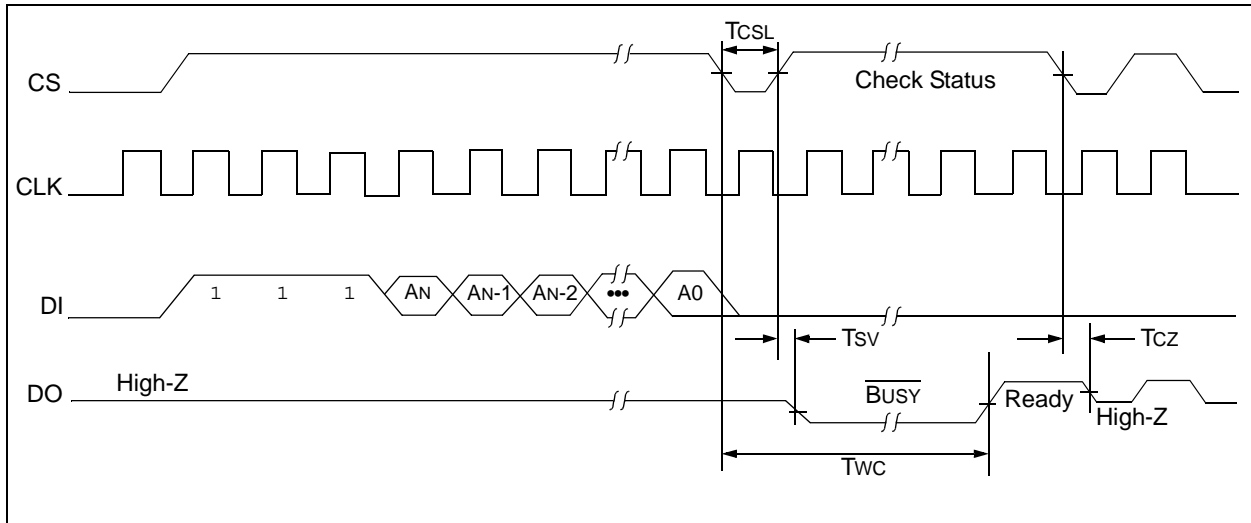 TCSL
CS
Check Status
CLK
DI
1 1 1 AN AN-1 AN-2 ••• A0
TSV
TCZ
DO
High-Z
BUSY
Ready
High-Z
TWC